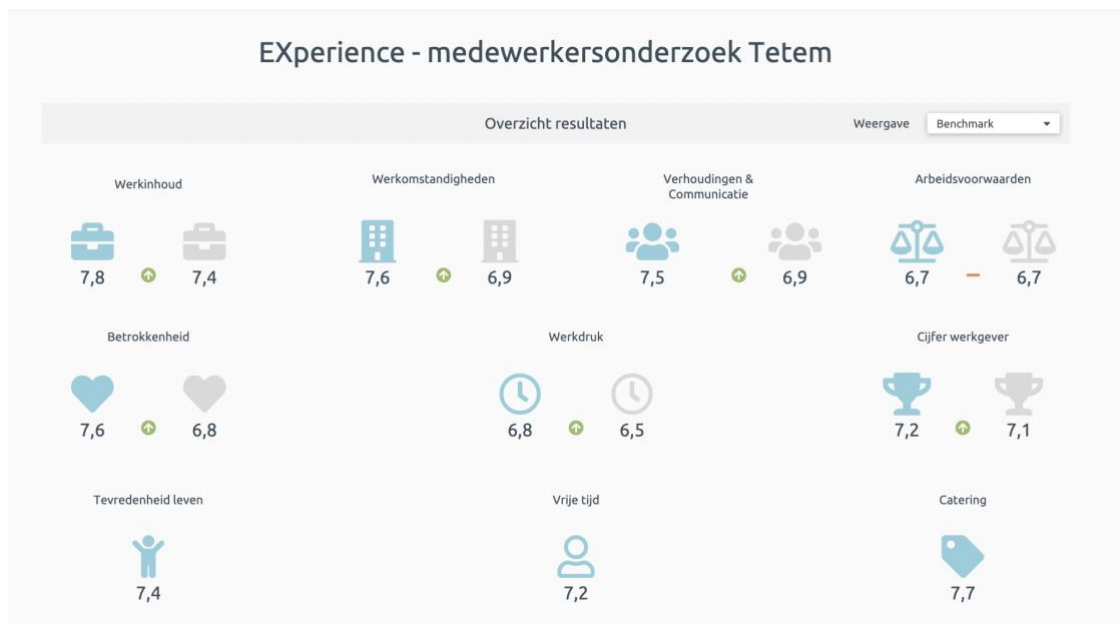 EXperience - medewerkersonderzoek Tetem
Overzicht resultaten
Weergave
Benchmark
Werkinhoud
7,8
7,4
Werkomstandigheden
7,6
6,9
Verhoudingen &
Communicatie
7,5
6,9
Arbeidsvoorwaarden
6,7
6,7
Betrokkenheid
7,6
6,8
Werkdruk
6,8
6,5
Cijfer werkgever
7,2
7,1
Tevredenheid leven
7,4
Vrije tijd
7,2
Catering
7,7